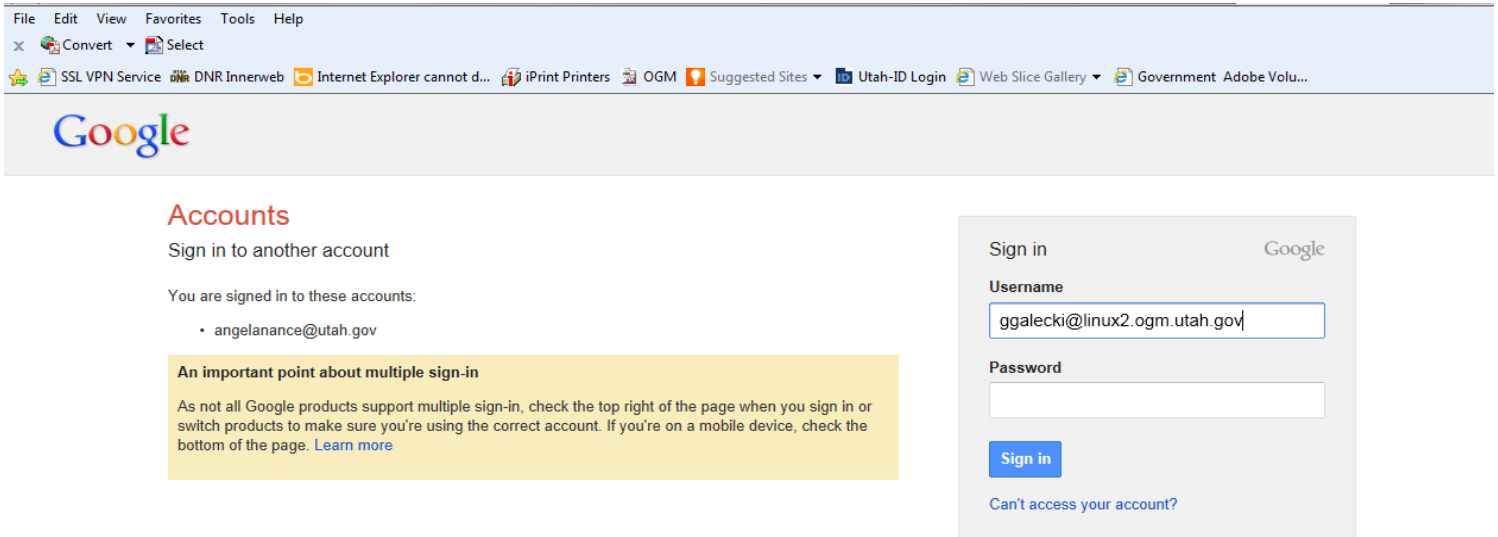 File Edit View Favorites Tools Help
x Convert Select
SSL VPN Service DNR DNR Innerweb Internet Explorer cannot d... iPrint Printers OGM Suggested Sites ID Utah-ID Login Web Slice Gallery Government Adobe Volu...
Google
Accounts
Sign in to another account
You are signed in to these accounts:
• angelanance@utah.gov
An important point about multiple sign-in
As not all Google products support multiple sign-in, check the top right of the page when you sign in or
switch products to make sure you're using the correct account. If you're on a mobile device, check the
bottom of the page. Learn more
Sign in Google
Username
ggalecki@linux2.ogm.utah.gov
Password
Sign in
Can't access your account?